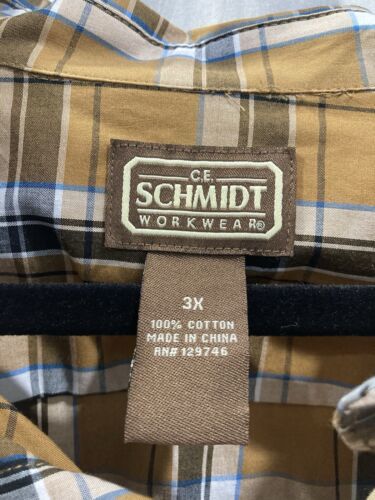 C.E.
SCHMIDT
WORKWEAR®
3X
100% COTTON
MADE IN CHINA
RN# 129746